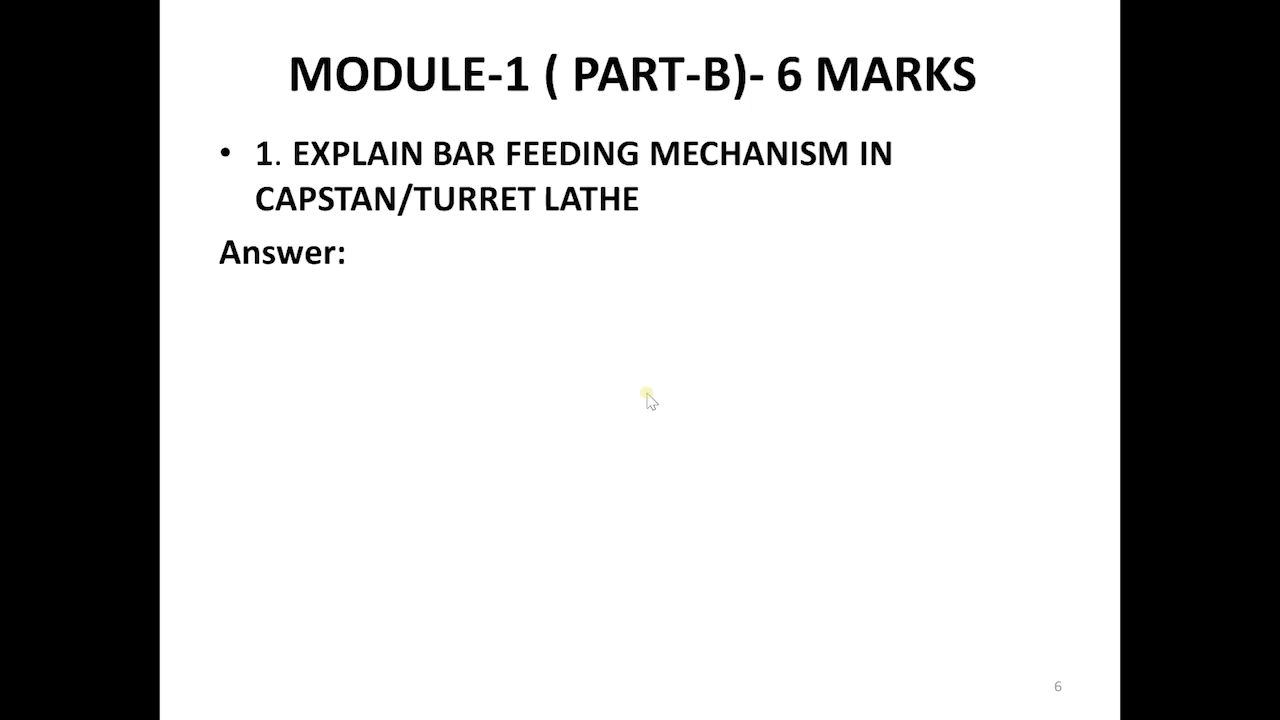 MODULE-1 ( PART-B)- 6 MARKS
• 1. EXPLAIN BAR FEEDING MECHANISM IN
CAPSTAN/TURRET LATHE
Answer:
6